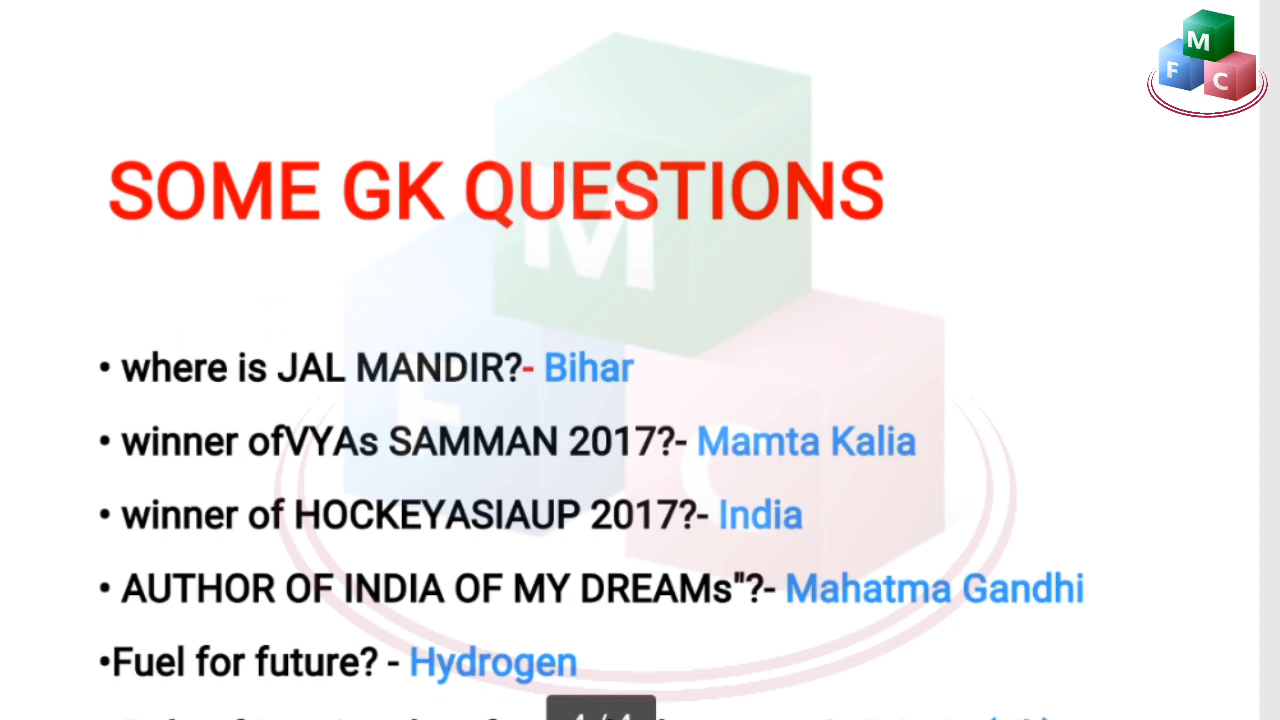 M
F
C
SOME GK QUESTIONS
M
C
• where is JAL MANDIR?- Bihar
• winner ofVYAs SAMMAN 2017?- Mamta Kalia
• winner of HOCKEYASIAUP 2017?- India
• AUTHOR OF INDIA OF MY DREAMs"?- Mahatma Gandhi
•Fuel for future? - Hydrogen